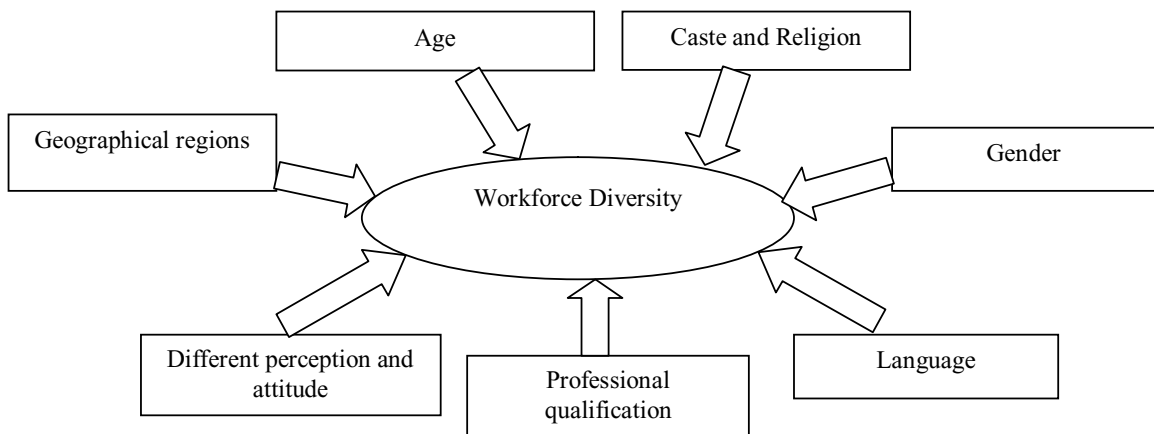 Age
Caste and Religion
Geographical regions
Gender
Workforce Diversity
Different perception and
attitude
Professional
qualification
Language